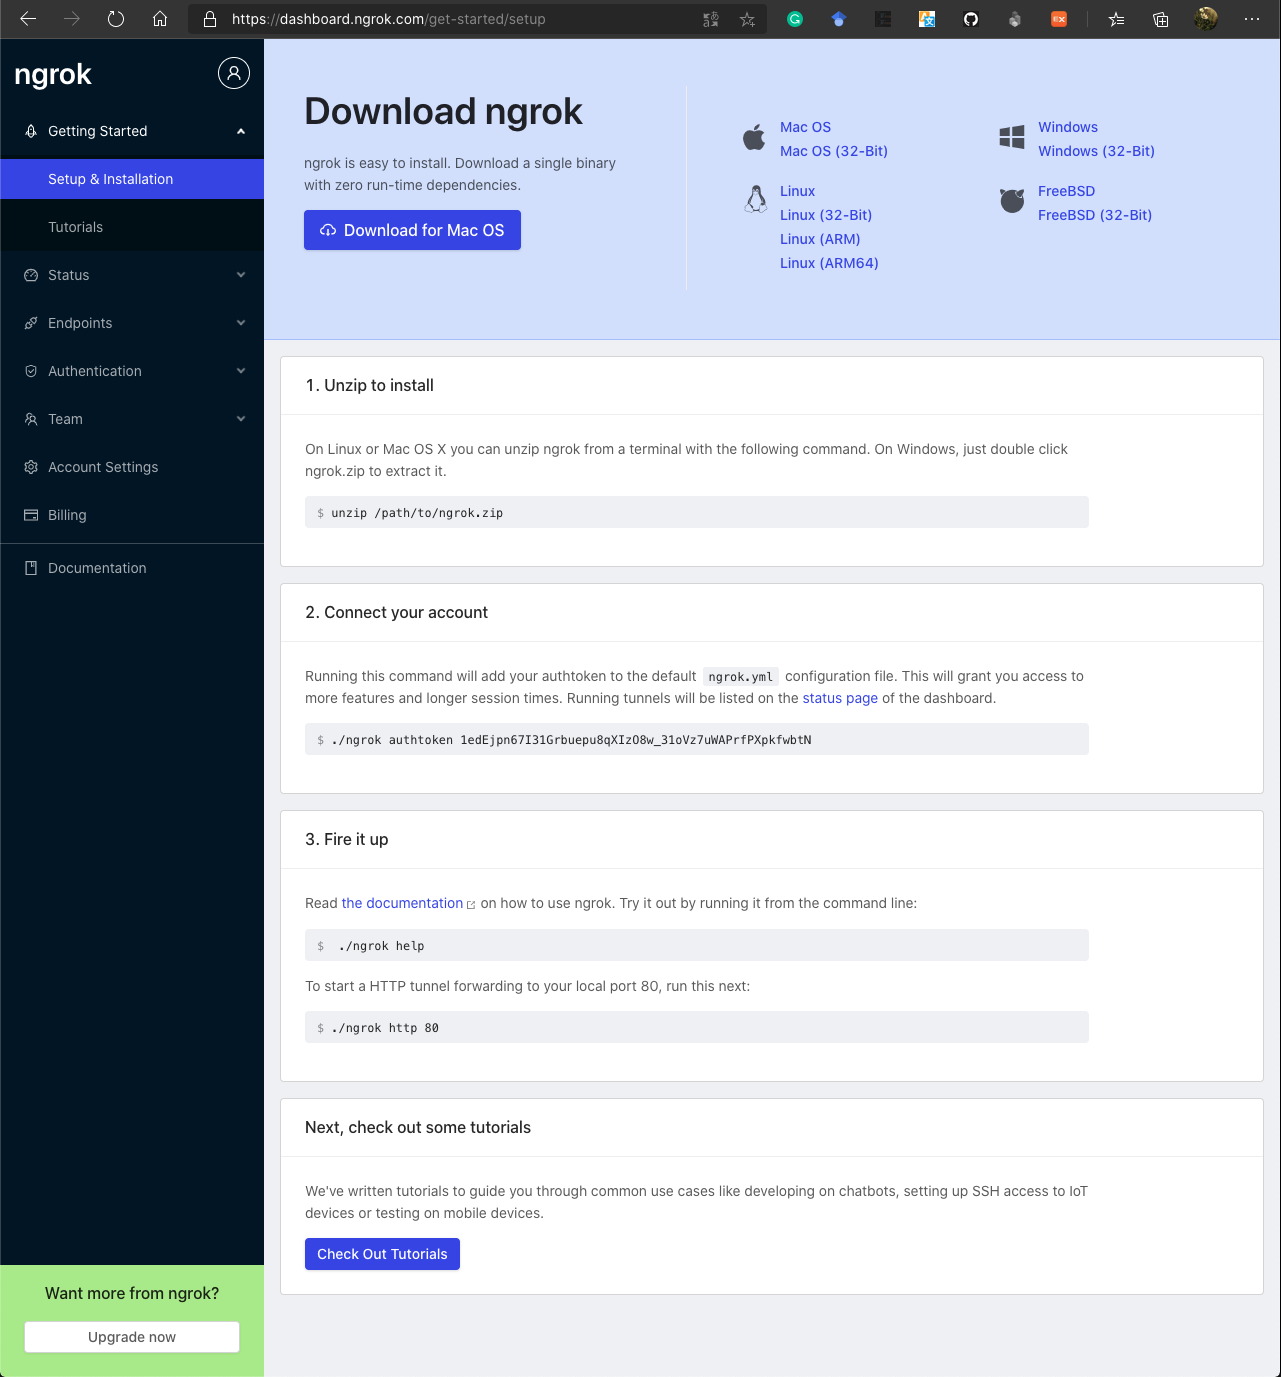 https://dashboard.ngrok.com/get-started/setup
ngrok
Getting Started
Setup & Installation
Tutorials
Status
Endpoints
Authentication
Team
Account Settings
Billing
Documentation
Want more from ngrok?
Upgrade now
Download ngrok
ngrok is easy to install. Download a single binary
with zero run-time dependencies.
Download for Mac OS
Mac OS
Mac OS (32-Bit)
Linux
Linux (32-Bit)
Linux (ARM)
Linux (ARM64)
Windows
Windows (32-Bit)
FreeBSD
FreeBSD (32-Bit)
1. Unzip to install
On Linux or Mac OS X you can unzip ngrok from a terminal with the following command. On Windows, just double click
ngrok.zip to extract it.
$ unzip /path/to/ngrok.zip
2. Connect your account
Running this command will add your authtoken to the default ngrok.yml configuration file. This will grant you access to
more features and longer session times. Running tunnels will be listed on the status page of the dashboard.
$ ./ngrok authtoken 1edEjpn67I31Grbuepu8qXIzO8w_31oVz7uWAPrfPXpkfwbtN
3. Fire it up
Read the documentation on how to use ngrok. Try it out by running it from the command line:
$ ./ngrok help
To start a HTTP tunnel forwarding to your local port 80, run this next:
$ ./ngrok http 80
Next, check out some tutorials
We've written tutorials to guide you through common use cases like developing on chatbots, setting up SSH access to IoT
devices or testing on mobile devices.
Check Out Tutorials